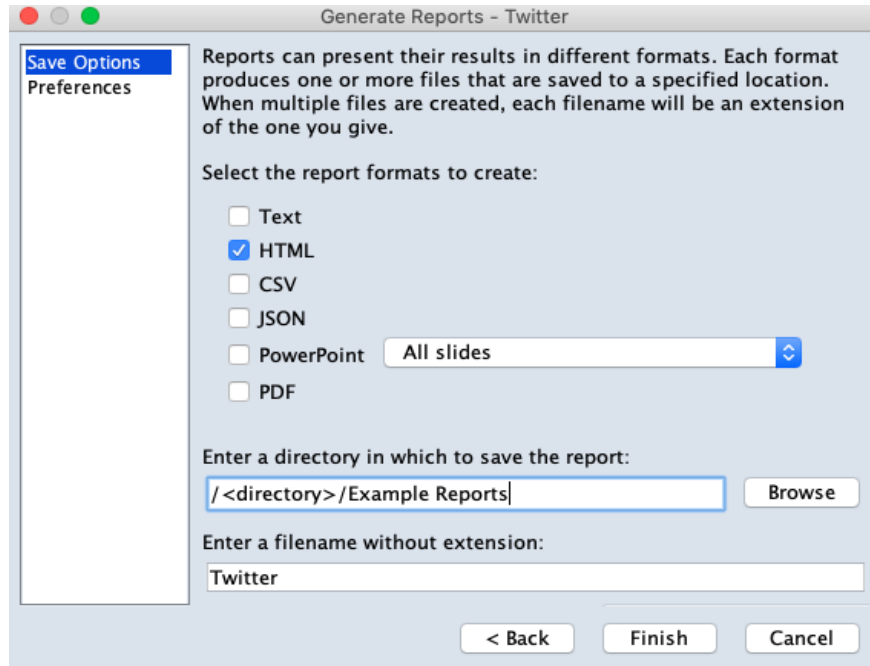 Generate Reports - Twitter
Save Options
Preferences
Reports can present their results in different formats. Each format
produces one or more files that are saved to a specified location.
When multiple files are created, each filename will be an extension
of the one you give.
Select the report formats to create:
Text
HTML
CSV
JSON
PowerPoint All slides
PDF
Enter a directory in which to save the report:
/<directory>/Example Reports Browse
Enter a filename without extension:
Twitter
< Back Finish Cancel